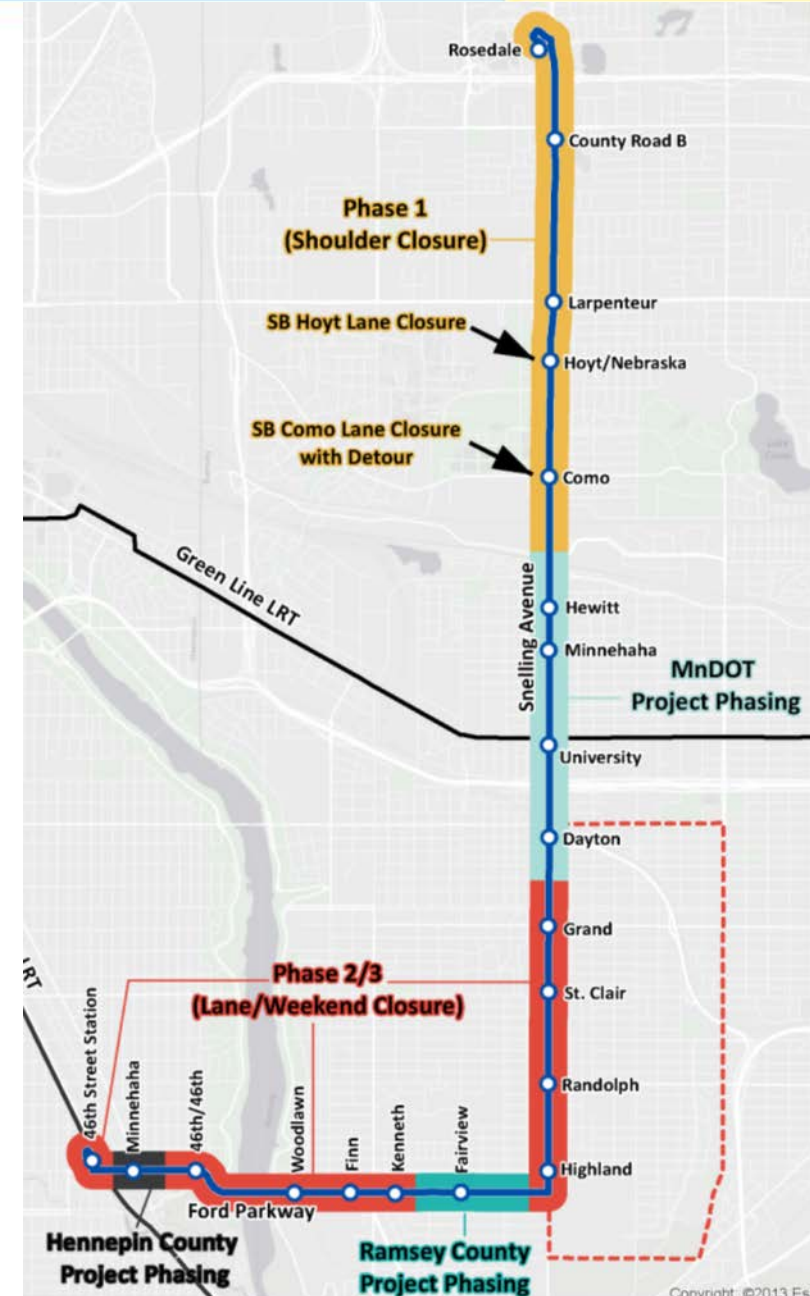 Rosedale
County Road B
Phase 1
(Shoulder Closure)
Larpenteur
SB Hoyt Lane Closure
Hoyt/Nebraska
SB Como Lane Closure
with Detour
Como
Green Line LRT
Snelling Avenue
Hewitt
Minnehaha
MnDOT
Project Phasing
University
Dayton
Grand
Phase 2/3
(Lane/Weekend Closure)
St. Clair
LRT
46th Street Station
Minnehaha
46th/46th
Woodlawn
Finn
Kenneth
Fairview
Randolph
Highland
Ford Parkway
Hennepin County
Project Phasing
Ramsey County
Project Phasing
Copyright: ©2013